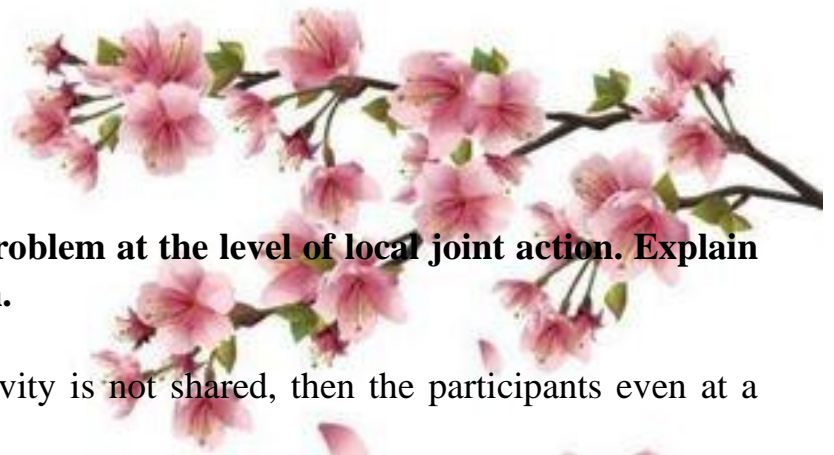 roblem at the level of local joint action. Explain
.
vity is not shared, then the participants even at a